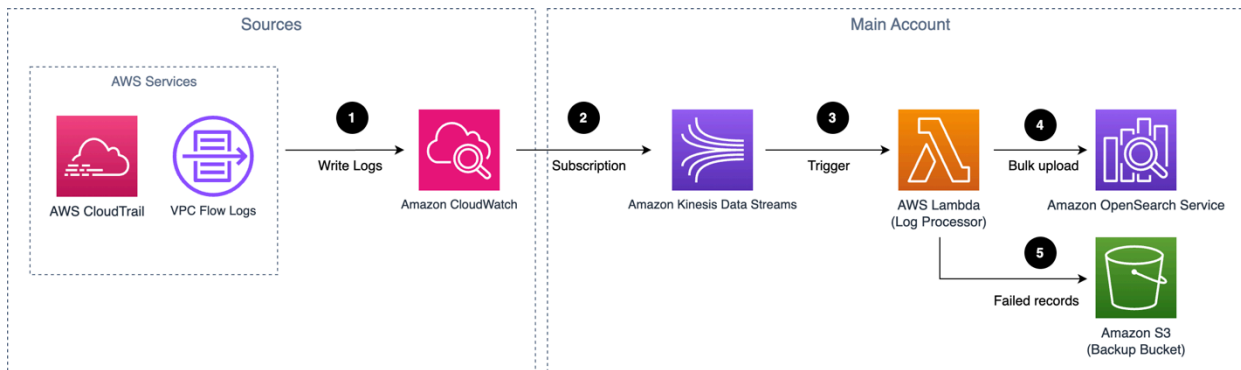 Sources
Main Account
AWS Services
1
2
3
4
Write Logs
Subscription
Trigger
Bulk upload
AWS CloudTrail
VPC Flow Logs
Amazon CloudWatch
Amazon Kinesis Data Streams
AWS Lambda
(Log Processor)
Amazon OpenSearch Service
5
Failed records
Amazon S3
(Backup Bucket)